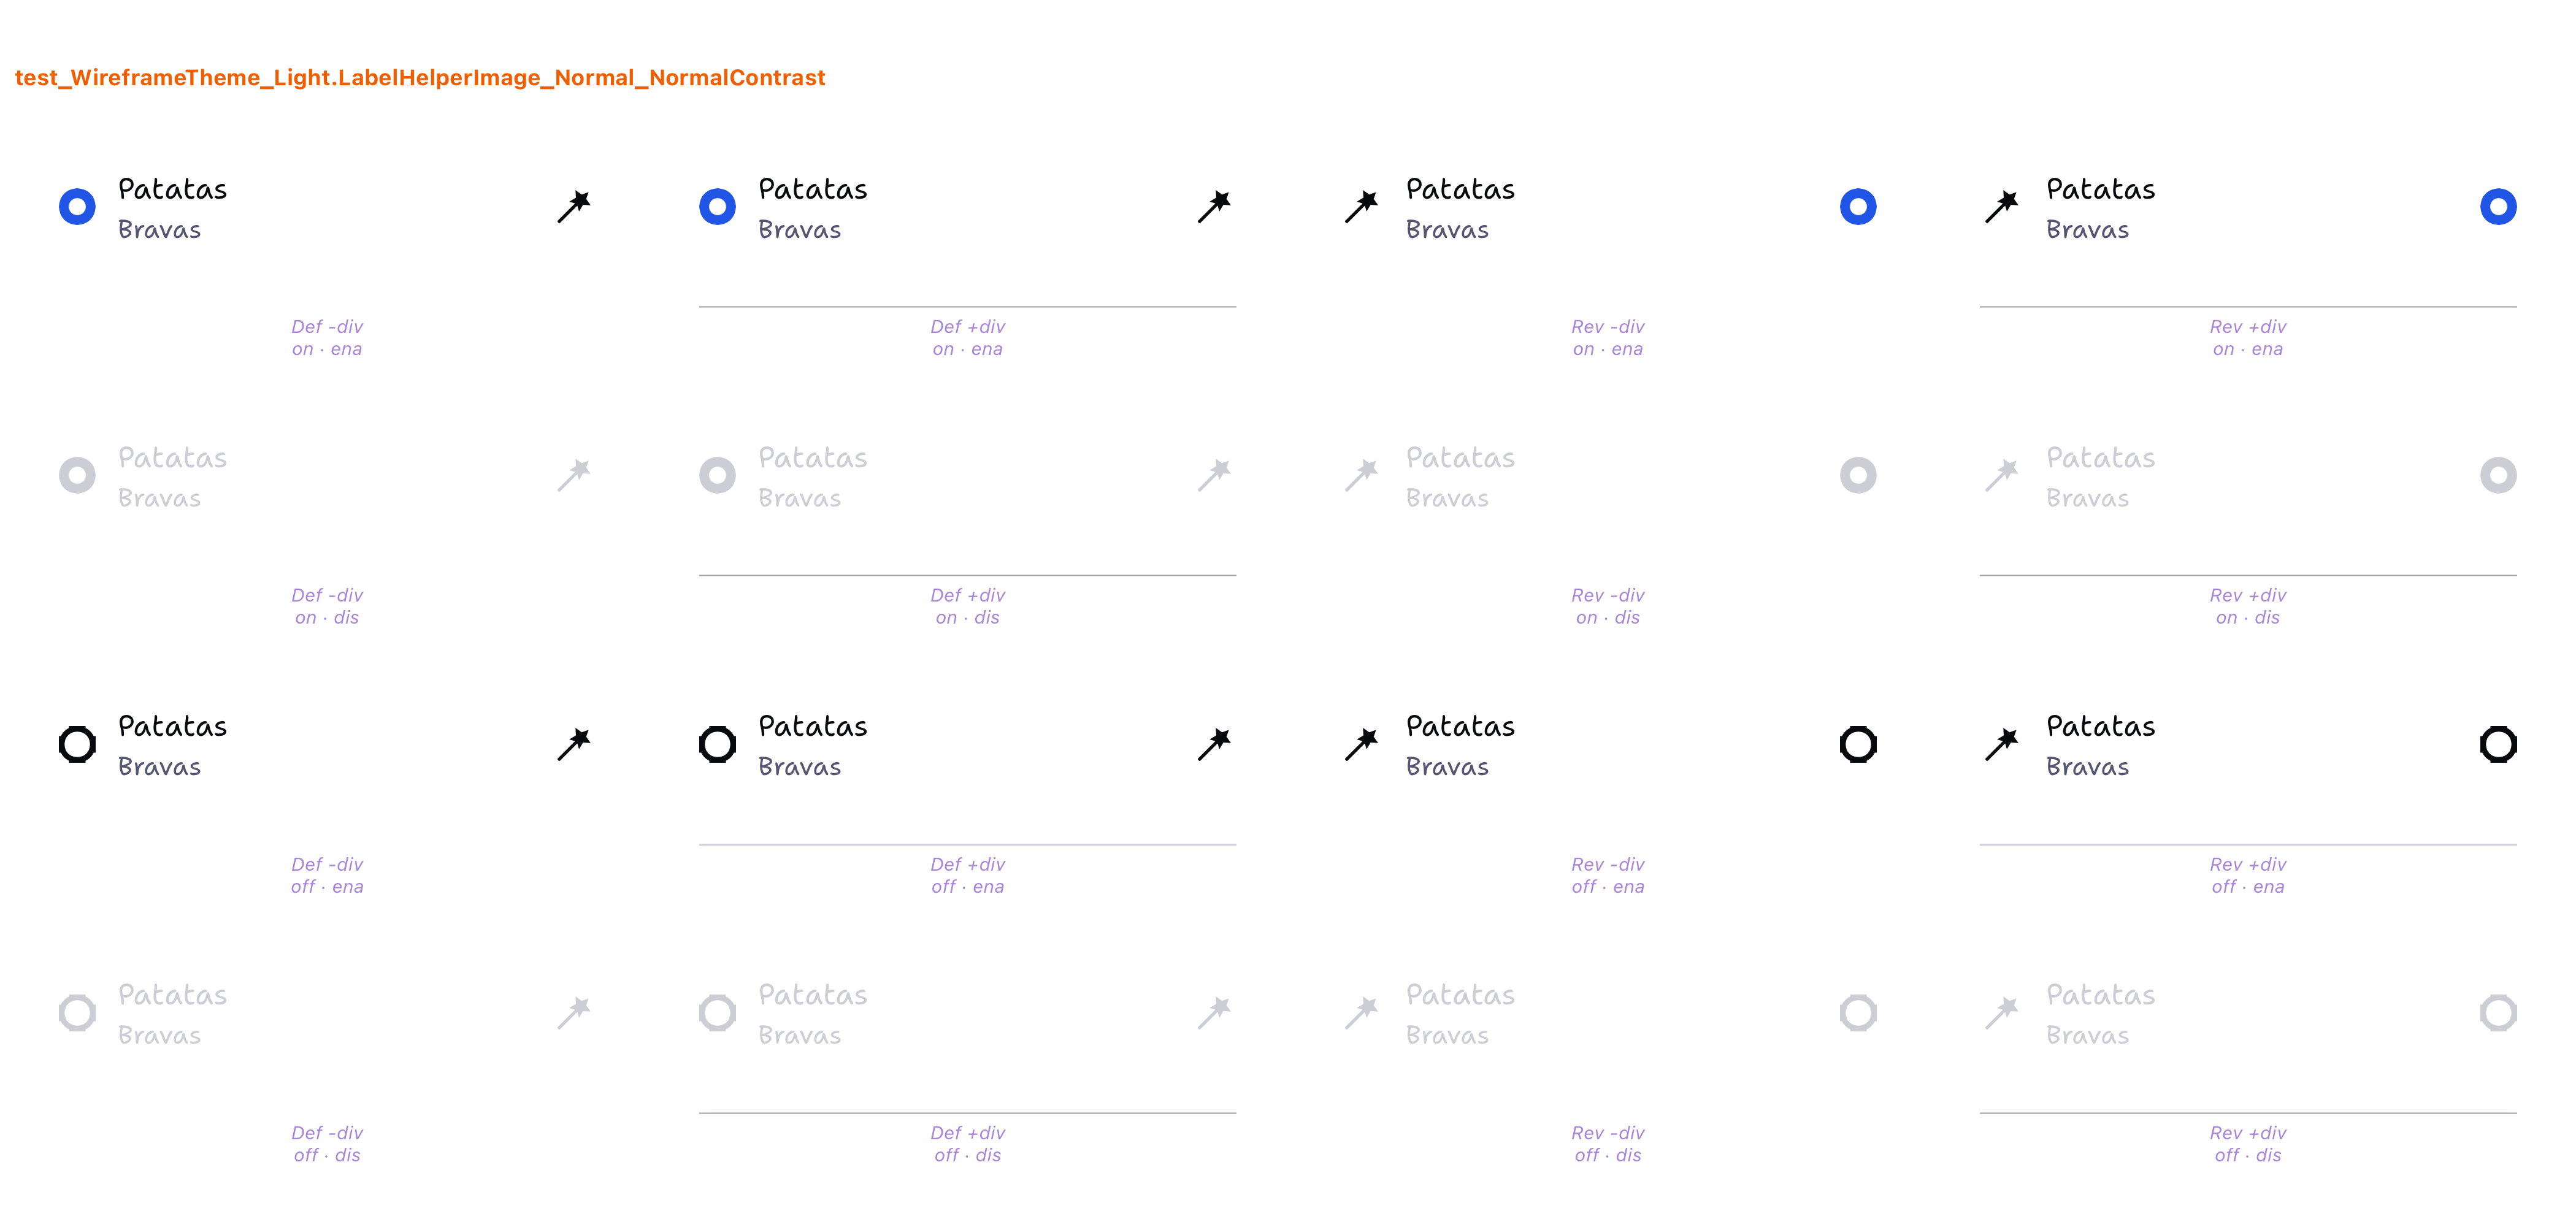 test_WireframeTheme_Light.LabelHelperImage_Normal_NormalContrast
Patatas
Bravas
Def -div
on · ena
Patatas
Bravas
Def +div
on · ena
Patatas
Bravas
Rev -div
on · ena
Patatas
Bravas
Rev +div
on · ena
Patatas
Bravas
Def -div
on · dis
Patatas
Bravas
Def +div
on · dis
Patatas
Bravas
Rev -div
on · dis
Patatas
Bravas
Rev +div
on · dis
Patatas
Bravas
Def -div
off · ena
Patatas
Bravas
Def +div
off · ena
Patatas
Bravas
Rev -div
off · ena
Patatas
Bravas
Rev +div
off · ena
Patatas
Bravas
Def -div
off · dis
Patatas
Bravas
Def +div
off · dis
Patatas
Bravas
Rev -div
off · dis
Patatas
Bravas
Rev +div
off · dis